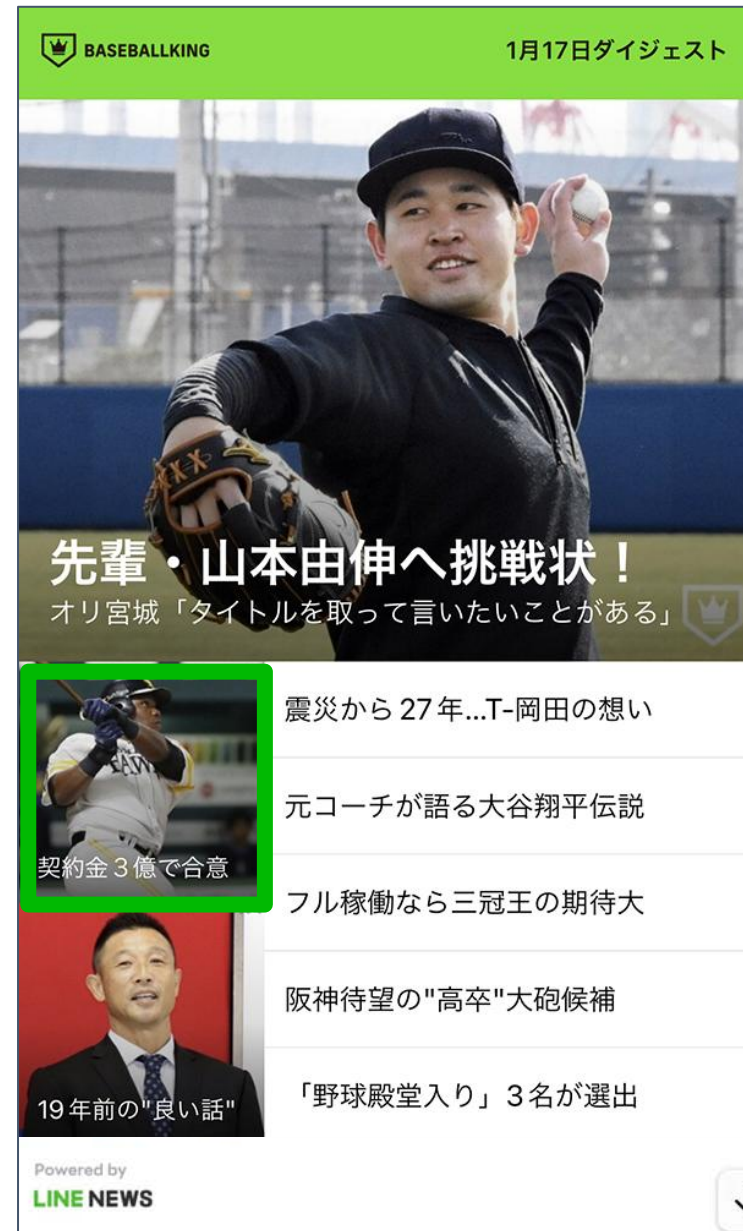 BASEBALLKING
1月17日ダイジェスト
先輩・山本由伸へ挑戦状！
オリ宮城「タイトルを取って言いたいことがある」
契約金3億で合意
19年前の"良い話"
震災から27年...T-岡田の想い
元コーチが語る大谷翔平伝説
フル稼働なら三冠王の期待大
阪神待望の"高卒"大砲候補
「野球殿堂入り」3名が選出
Powered by
LINE NEWS